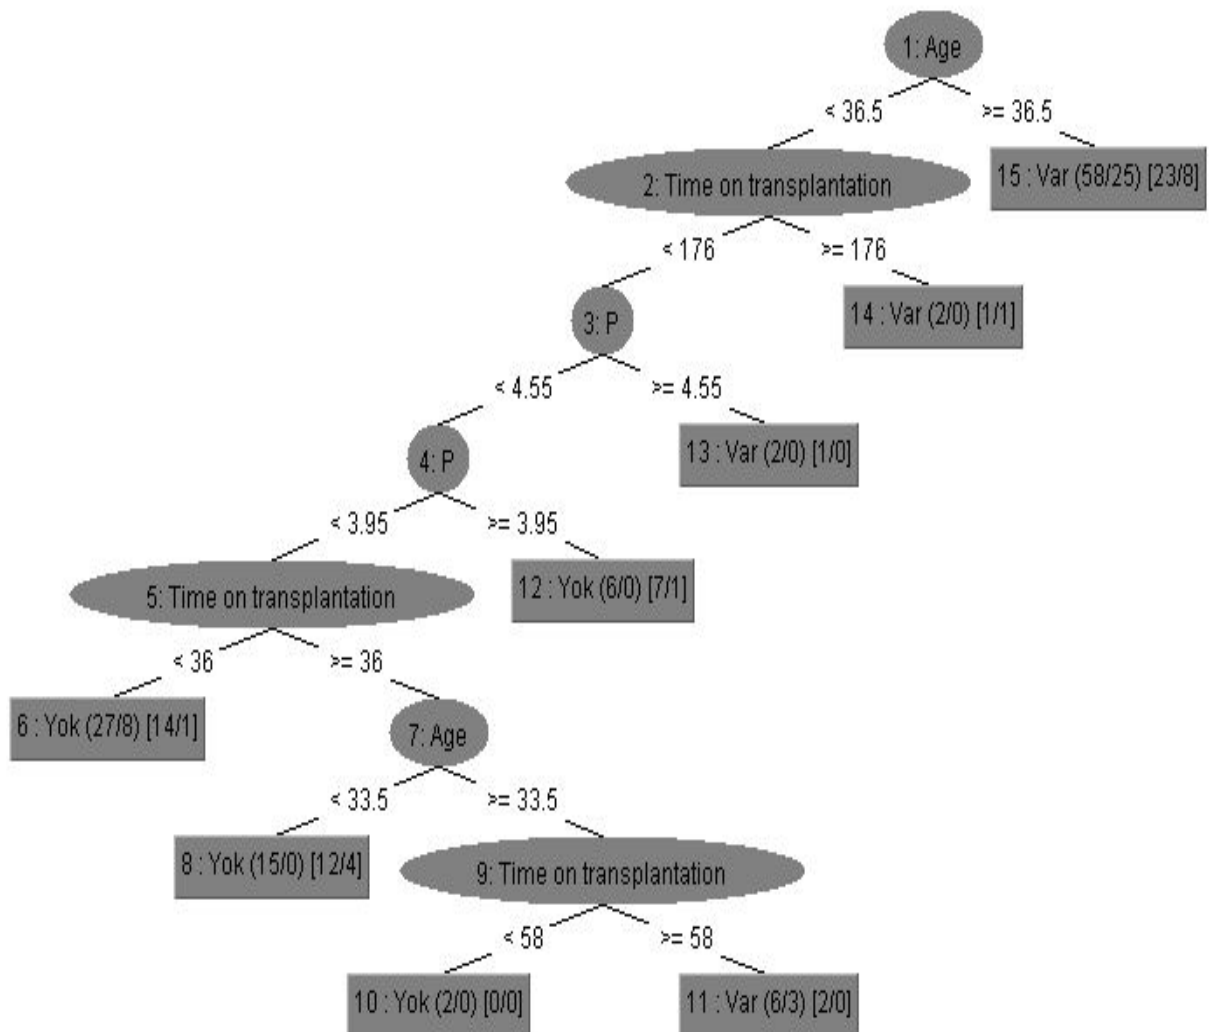 1: Age
< 36.5
>= 36.5
2: Time on transplantation
15 : Var (58/25) [23/8]
< 176
>= 176
3: P
14 : Var (2/0) [1/1]
< 4.55
>= 4.55
4: P
13 : Var (2/0) [1/0]
< 3.95
>= 3.95
5: Time on transplantation
12 : Yok (6/0) [7/1]
< 36
>= 36
6 : Yok (27/8) [14/1]
7: Age
< 33.5
>= 33.5
8 : Yok (15/0) [12/4]
9: Time on transplantation
< 58
>= 58
10 : Yok (2/0) [0/0]
11 : Var (6/3) [2/0]